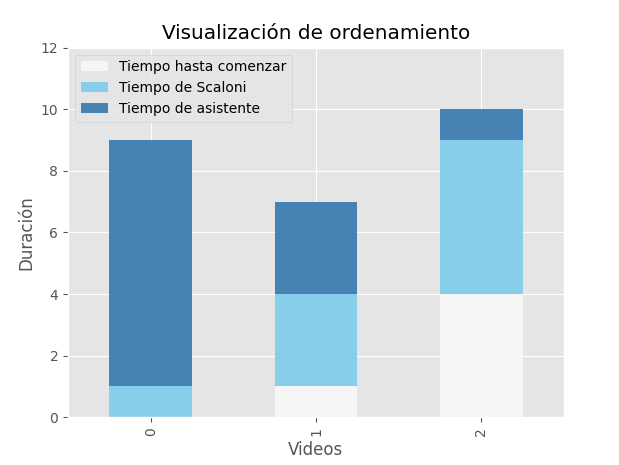 Visualización de ordenamiento
Tiempo hasta comenzar
Tiempo de Scaloni
Tiempo de asistente
12
10
8
6
4
2
0
Duración
0
1
2
Videos